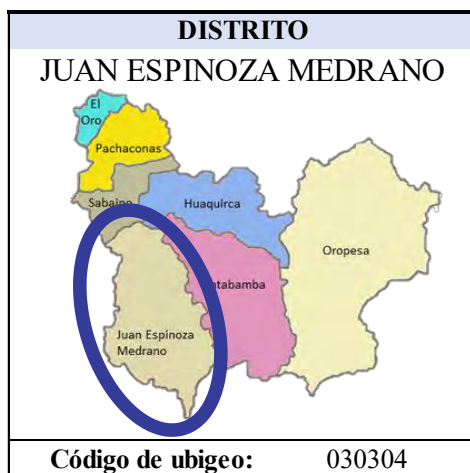 DISTRITO
JUAN ESPINOZA MEDRANO
El
Oro
Pachaconas
Sabaino
Huaquirca
Oropesa
ntabamba
Juan Espinoza
Medrano
Código de ubigeo: 030304